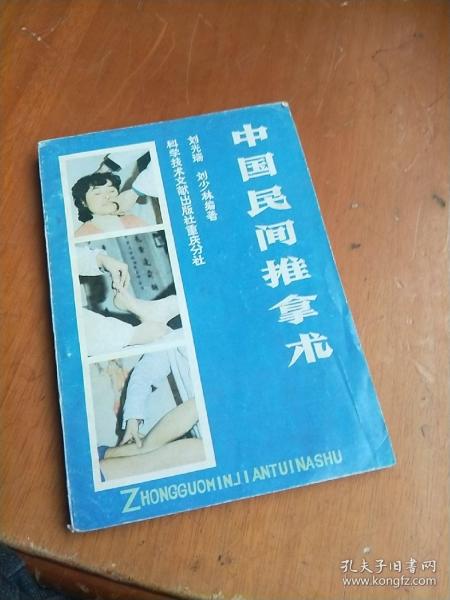 中国民间推拿术
刘光瑞 刘少林编著
科学技术文献出版社重庆分社
ZHONGGUOMINJIANTUINASHU
孔夫子旧书网
www.kongfz.com